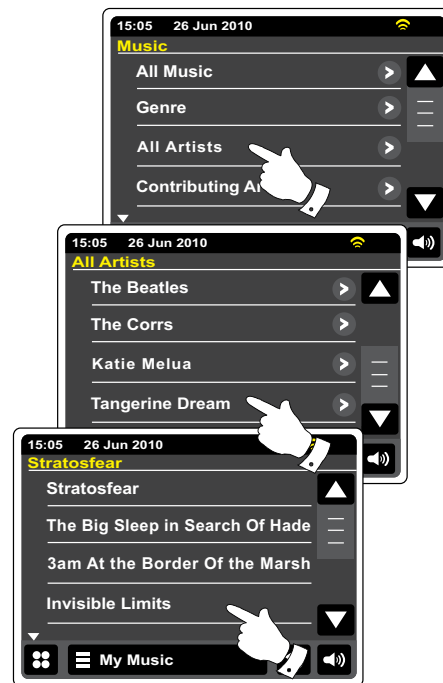 15:05 26 Jun 2010
Music
All Music
Genre
All Artists
Contributing Ar
15:05 26 Jun 2010
All Artists
The Beatles
The Corrs
Katie Melua
Tangerine Dream
15:05 26 Jun 2010
Stratosfear
Stratosfear
The Big Sleep in Search Of Hade
3am At the Border Of the Marsh
Invisible Limits
My Music